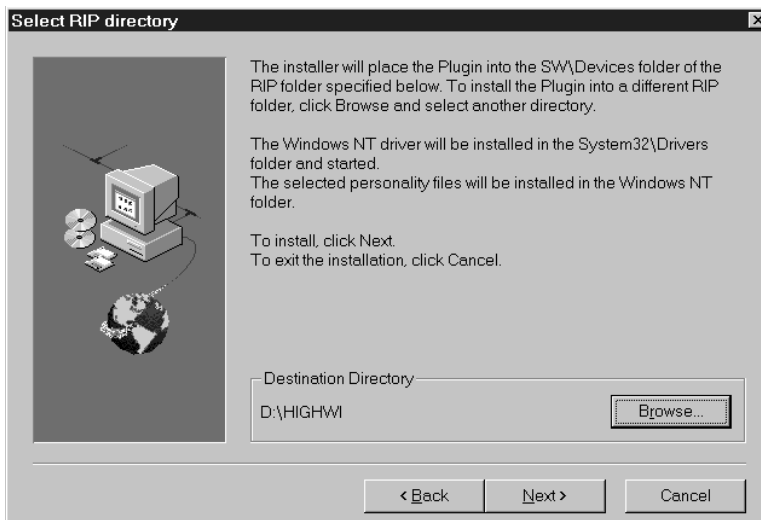 Select RIP directory
The installer will place the Plugin into the SW\Devices folder of the
RIP folder specified below. To install the Plugin into a different RIP
folder, click Browse and select another directory.
The Windows NT driver will be installed in the System32\Drivers
folder and started.
The selected personality files will be installed in the Windows NT
folder.
To install, click Next.
To exit the installation, click Cancel.
Destination Directory
D:\HIGHWI
Browse...
< Back
Next >
Cancel